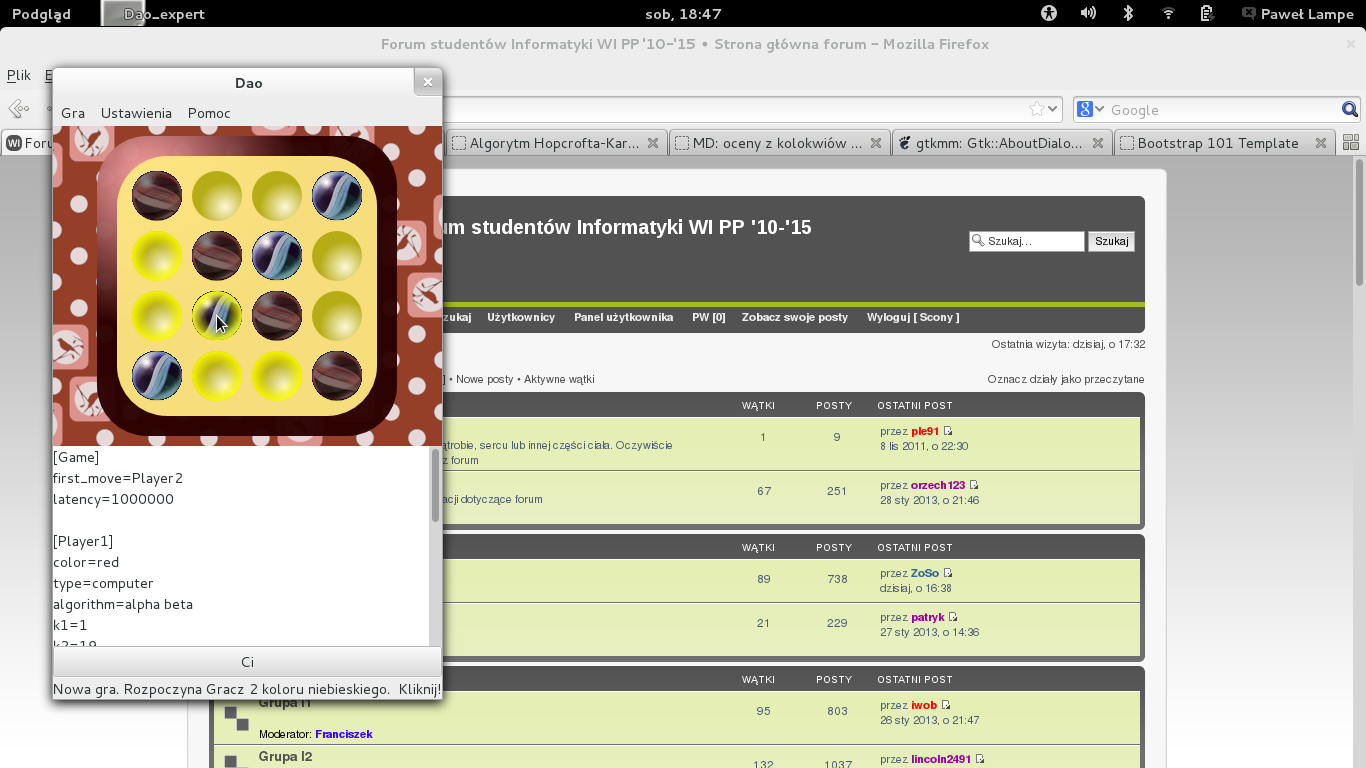 Podgląd
Dao_expert
sob, 18:47
Paweł Lampe
Forum studentów Informatyki WI PP '10-'15 • Strona główna forum – Mozilla Firefox
Plik
Dao
Gra Ustawienia Pomoc
Google
Algorytm Hopcrofta-Kar...
MD: oceny z kolokwiów ...
gtkmm: Gtk::AboutDialo...
Bootstrap 101 Template
studentów Informatyki WI PP '10-'15
Szukaj...
Szukaj
Użytkownicy
Panel użytkownika
PW [0]
Zobacz swoje posty
Wyloguj [ Scony ]
Ostatnia wizyta: dzisiaj, o 17:32
• Nowe posty • Aktywne wątki
Oznacz działy jako przeczytane
WĄTKI POSTY OSTATNI POST
sercu lub innej części ciała. Oczywiście
z forum
1 9
przez ple91
8 lis 2011, o 22:30
dotyczące forum
67 251
przez orzech123
28 sty 2013, o 21:46
WĄTKI POSTY OSTATNI POST
89 738
przez ZoSo
dzisiaj, o 16:38
21 229
przez patryk
27 sty 2013, o 14:36
WĄTKI POSTY OSTATNI POST
Grupa I1
Moderator: Franciszek
95 803
przez iwob
26 sty 2013, o 21:47
Grupa I2
132 1037
przez lincoln2491
[Game]
first_move=Player2
latency=1000000
[Player1]
color=red
type=computer
algorithm=alpha beta
k1=1
k2=19
Ci
Nowa gra. Rozpoczyna Gracz 2 koloru niebieskiego. Kliknij!